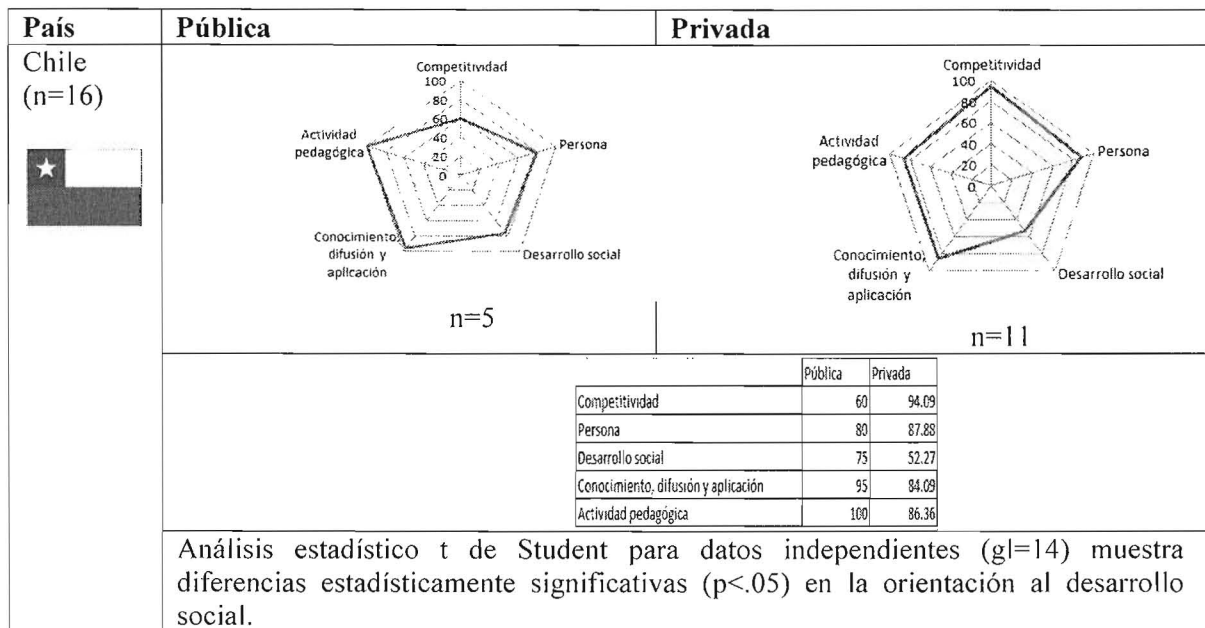 País Pública Privada
Chile
(n=16)
Competitividad
100
80
60
40
20
0
Actividad
pedagógica
Persona
Conocimiento,
difusión y
aplicación
Desarrollo social
n=5
Competitividad
100
80
60
40
20
0
Actividad
pedagógica
Persona
Conocimiento,
difusión y
aplicación
Desarrollo social
n=11
Pública Privada
Competitividad 60 94.09
Persona 80 87.88
Desarrollo social 75 52.27
Conocimiento, difusión y aplicación 95 84.09
Actividad pedagógica 100 86.36
Análisis estadístico t de Student para datos independientes (gl=14) muestra
diferencias estadísticamente significativas (p<.05) en la orientación al desarrollo
social.